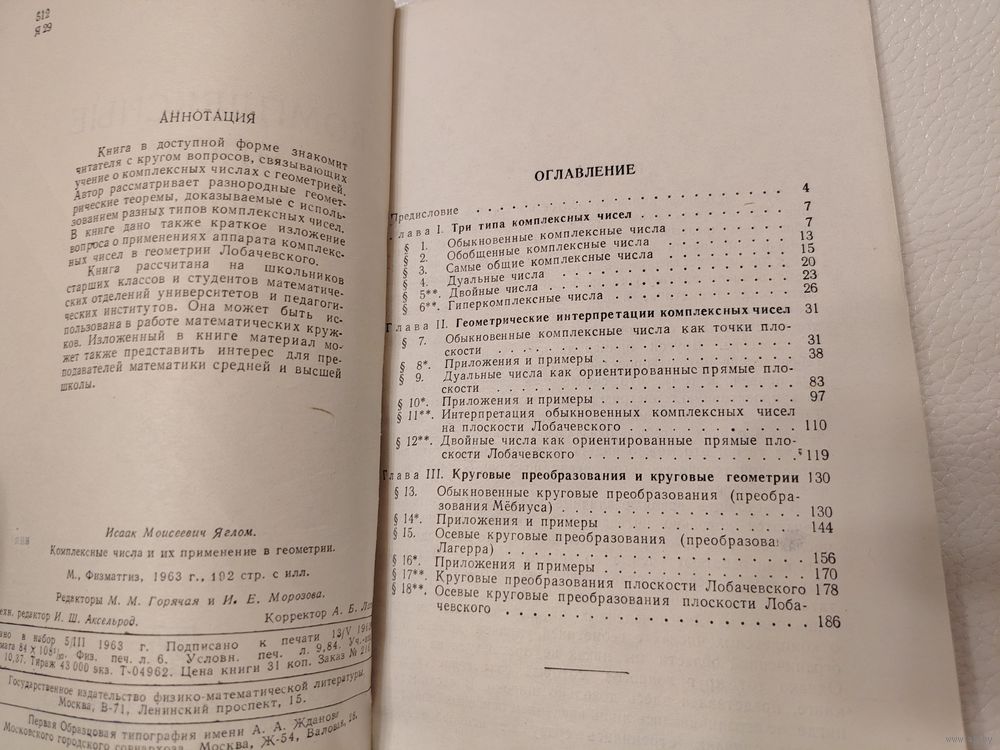 512
Я 29
АННОТАЦИЯ
Книга в доступной форме знакомит
читателя с кругом вопросов, связывающих
учение о комплексных числах с геометрией.
Автор рассматривает разнородные геомет-
рические теоремы, доказываемые с исполь-
зованием разных типов комплексных чисел.
В книге дано также краткое изложение
вопроса о применениях аппарата комплекс-
ных чисел в геометрии Лобачевского.
Книга рассчитана на школьников
старших классов и студентов математиче-
ских отделений университетов и педагоги-
ческих институтов. Она может быть ис-
пользована в работе математических круж-
ков. Изложенный в книге материал мо-
жет также представить интерес для пре-
подавателей математики средней и высшей
школы.
Исаак Моисеевич Яглом.
Комплексные числа и их применение в геометрии.
М., Физматгиз, 1963 г., 192 стр. с илл.
Редакторы М. М. Горячая и И. Е. Морозова.
техн. редактор И. Ш. Аксельрод. Корректор А. Б.
в набор 5/III 1963 г. Подписано к печати 13/V
84 × 108 Физ. печ. л. 6. Условн. печ. л. 9,84. Уч.-изд.
10,37. Тираж 43 000 экз. Т-04962. Цена книги 31 коп. Заказ №
Государственное издательство физико-математической литературы.
Москва, В-71, Ленинский проспект, 15.
Первая Образцовая типография имени А. А. Жданова
Московского городского совнархоза. Москва, Ж-54, Валовая, 28.
ОГЛАВЛЕНИЕ
Предисловие . . . . . . . . . . 4
Глава I. Три типа комплексных чисел . . . . . . . . . . 7
§ 1. Обыкновенные комплексные числа . . . . . . . . 7
§ 2. Обобщенные комплексные числа . . . . . . . . 13
§ 3. Самые общие комплексные числа . . . . . . . . 15
§ 4. Дуальные числа . . . . . . . . . . 20
§ 5**. Двойные числа . . . . . . . . . . 23
§ 6**. Гиперкомплексные числа . . . . . . . . . . 26
Глава II. Геометрические интерпретации комплексных чисел 31
§ 7. Обыкновенные комплексные числа как точки пло-
скости . . . . . . . . . . 31
§ 8*. Приложения и примеры . . . . . . . . . . 38
§ 9. Дуальные числа как ориентированные прямые пло-
скости . . . . . . . . . . 83
§ 10*. Приложения и примеры . . . . . . . . . . 97
§ 11**. Интерпретация обыкновенных комплексных чисел
на плоскости Лобачевского . . . . . . . . . . 110
§ 12**. Двойные числа как ориентированные прямые пло-
скости Лобачевского . . . . . . . . . . 119
Глава III. Круговые преобразования и круговые геометрии 130
§ 13. Обыкновенные круговые преобразования (преобра-
зования Мёбиуса) . . . . . . . . . . 130
§ 14*. Приложения и примеры . . . . . . . . . . 144
§ 15. Осевые круговые преобразования (преобразова
Лагерра) . . . . . . . . . . 156
§ 16*. Приложения и примеры . . . . . . . . . . 170
§ 17**. Круговые преобразования плоскости Лобачевского 178
§ 18**. Осевые круговые преобразования плоскости Лоба-
чевского . . . . . . . . . . 186